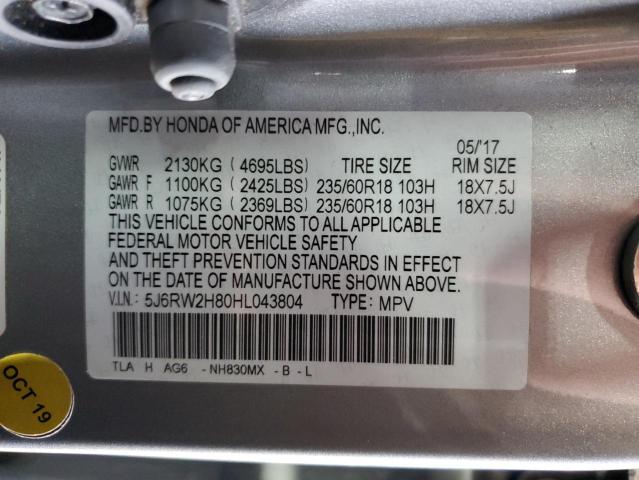 MFD.BY HONDA OF AMERICA MFG.,INC.
05/'17
GVWR 2130KG ( 4695LBS) TIRE SIZE RIM SIZE
GAWR F 1100KG ( 2425LBS) 235/60R18 103H 18X7.5J
GAWR R 1075KG ( 2369LBS) 235/60R18 103H 18X7.5J
THIS VEHICLE CONFORMS TO ALL APPLICABLE
FEDERAL MOTOR VEHICLE SAFETY
AND THEFT PREVENTION STANDARDS IN EFFECT
ON THE DATE OF MANUFACTURE SHOWN ABOVE.
V.I.N.: 5J6RW2H80HL043804 TYPE: MPV
TLA H AG6 -NH830MX -B -L
OCT 19